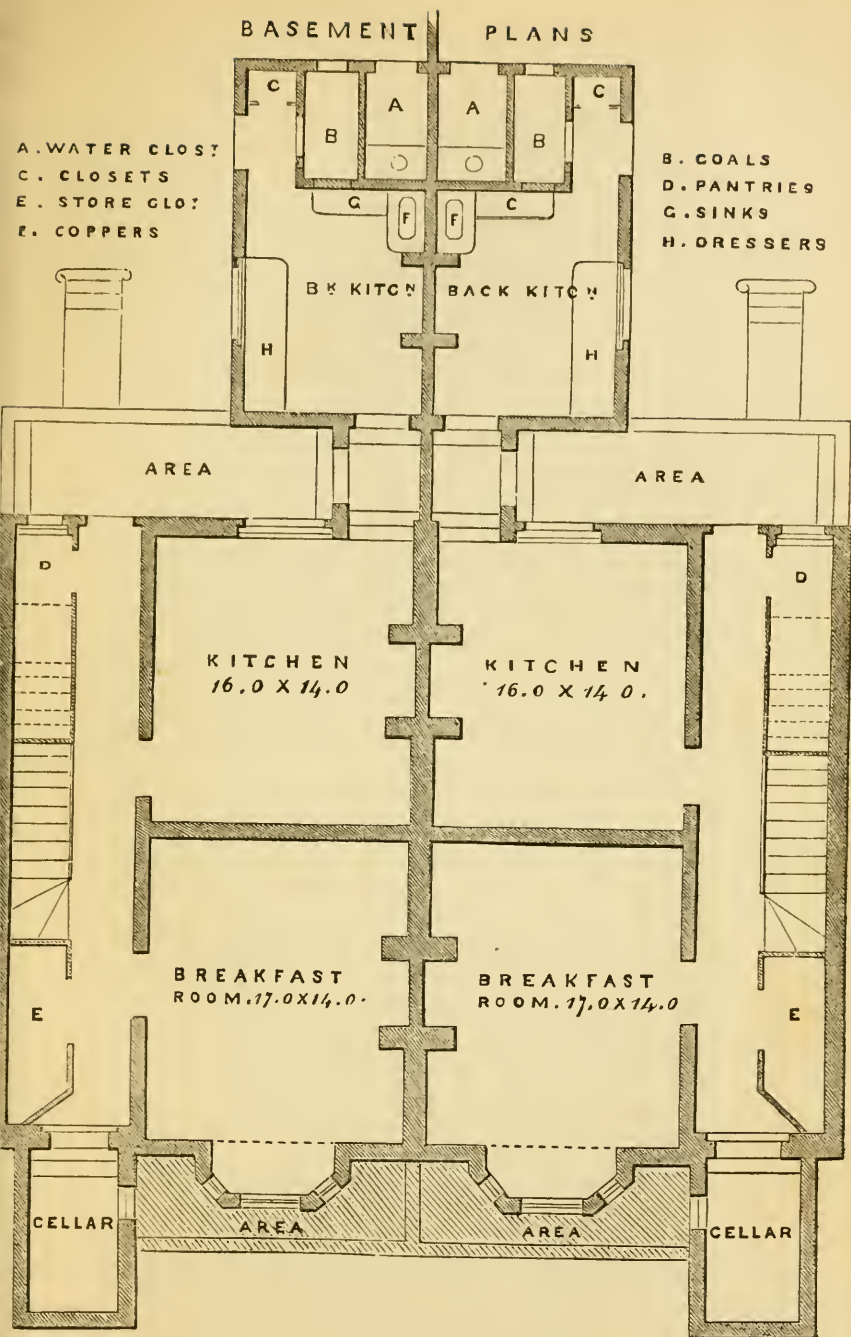 BASEMENT PLANS
A. WATER CLOST
C. CLOSETS
E. STORE CLOT
F. COPPERS
B. COALS
D. PANTRIES
G. SINKS
H. DRESSERS
C
B
A
A
B
C
G
F
F
C
BK KITCN
BACK KITCN
H
H
AREA
AREA
D
D
KITCHEN
16.0 X 14.0
KITCHEN
16.0 X 14 0.
BREAKFAST
ROOM. 17.0 X 14.0.
BREAKFAST
ROOM. 17.0 X 14.0
E
E
CELLAR
AREA
AREA
CELLAR